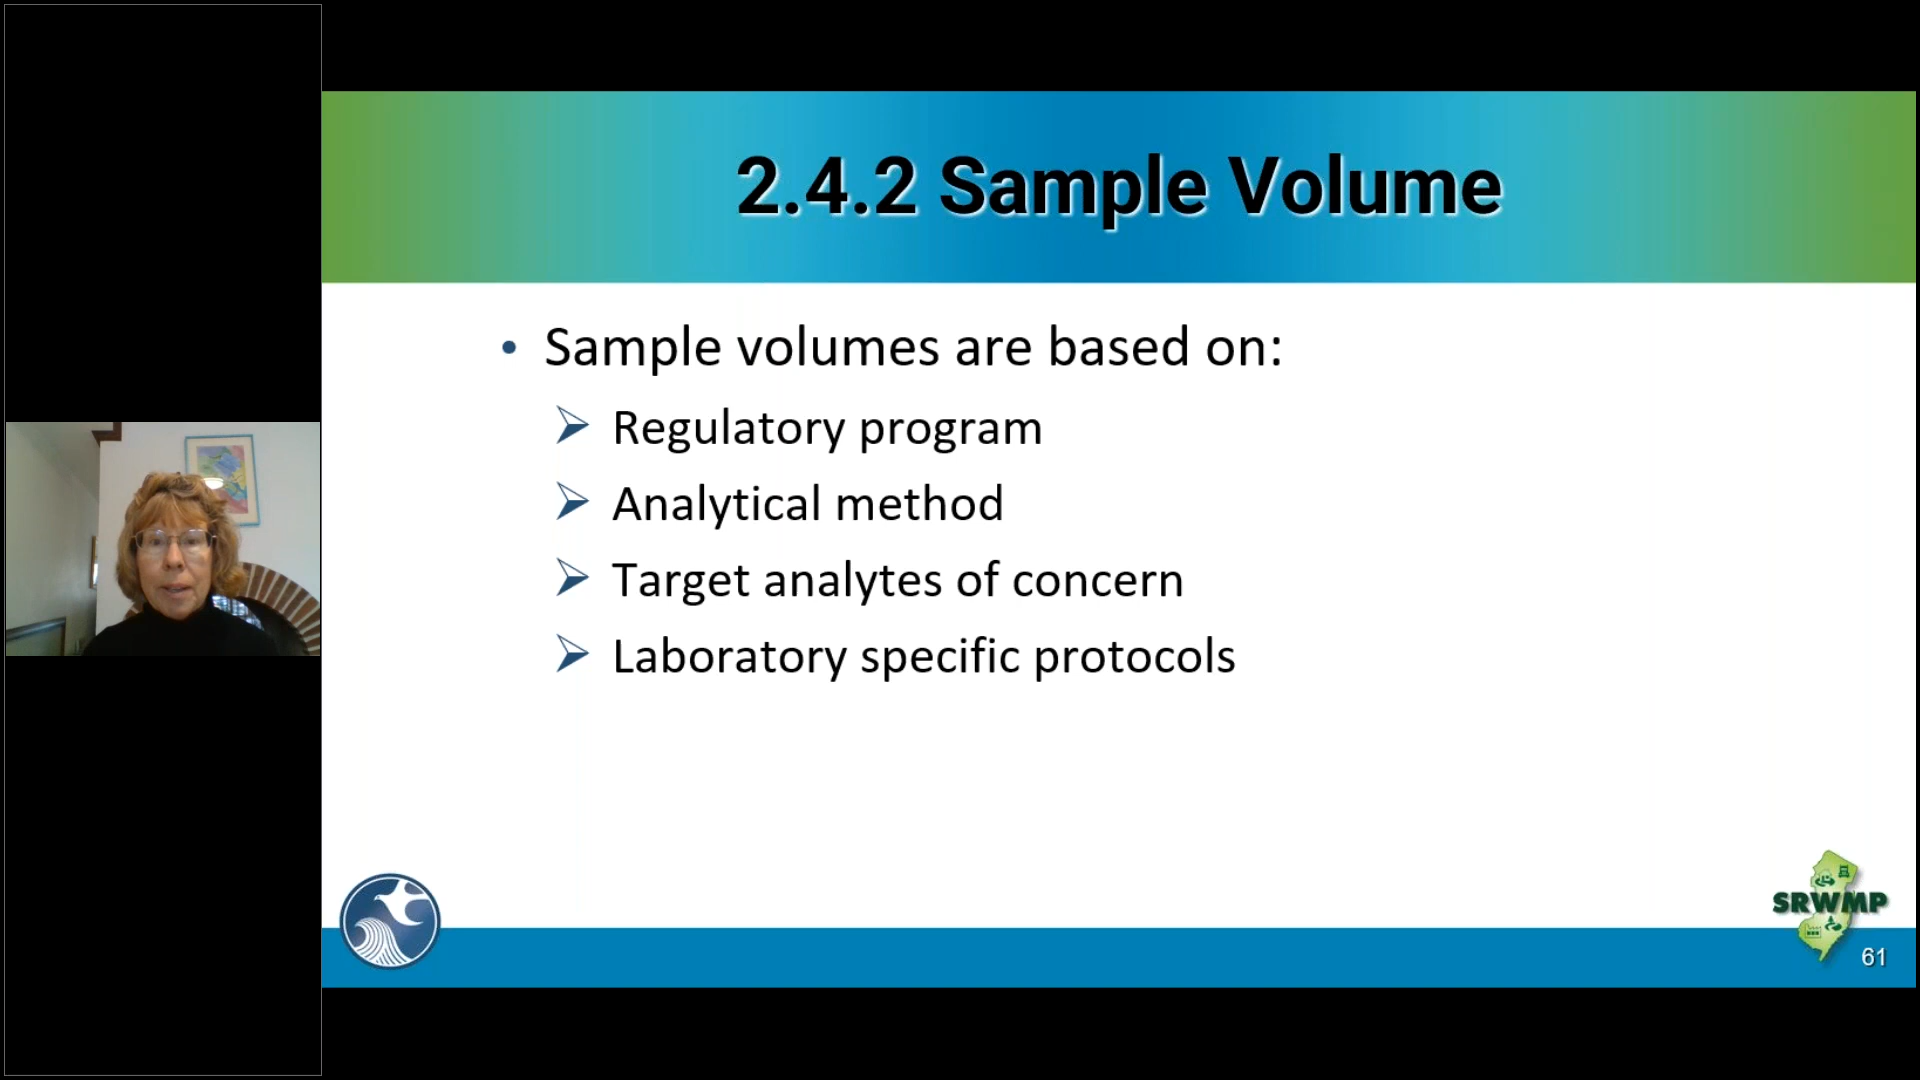 2.4.2 Sample Volume
• Sample volumes are based on:
➢ Regulatory program
➢ Analytical method
➢ Target analytes of concern
➢ Laboratory specific protocols
SRWMP
61